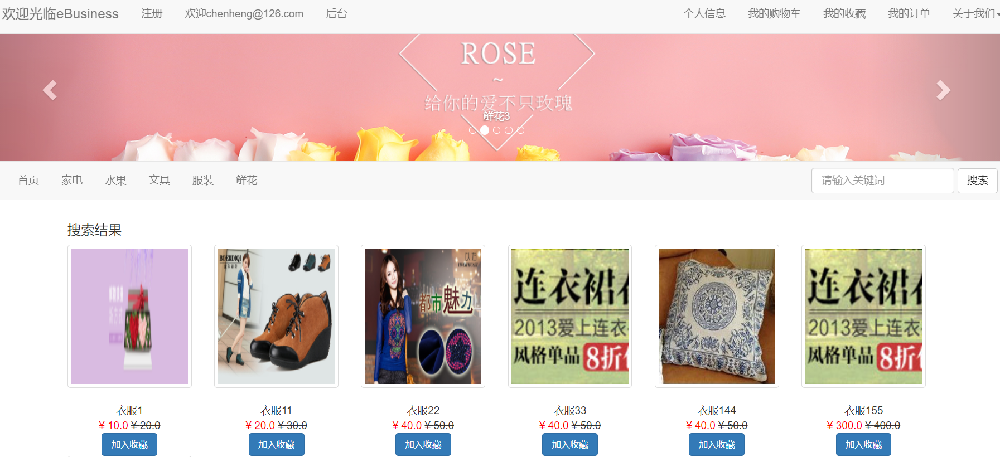 欢迎光临eBusiness 注册 欢迎chenheng@126.com 后台 个人信息 我的购物车 我的收藏 我的订单 关于我们
ROSE
~
给你的爱不只玫瑰
鲜花3
首页 家电 水果 文具 服装 鲜花 请输入关键词 搜索
搜索结果
BOERDIQI
都市魅力
连衣裙
2013爱上连衣
风格单品 8折
连衣裙
2013爱上连衣
风格单品 8折
衣服1 衣服11 衣服22 衣服33 衣服144 衣服155
¥ 10.0 ¥ 20.0 ¥ 20.0 ¥ 30.0 ¥ 40.0 ¥ 50.0 ¥ 40.0 ¥ 50.0 ¥ 40.0 ¥ 50.0 ¥ 300.0 ¥ 400.0
加入收藏 加入收藏 加入收藏 加入收藏 加入收藏 加入收藏